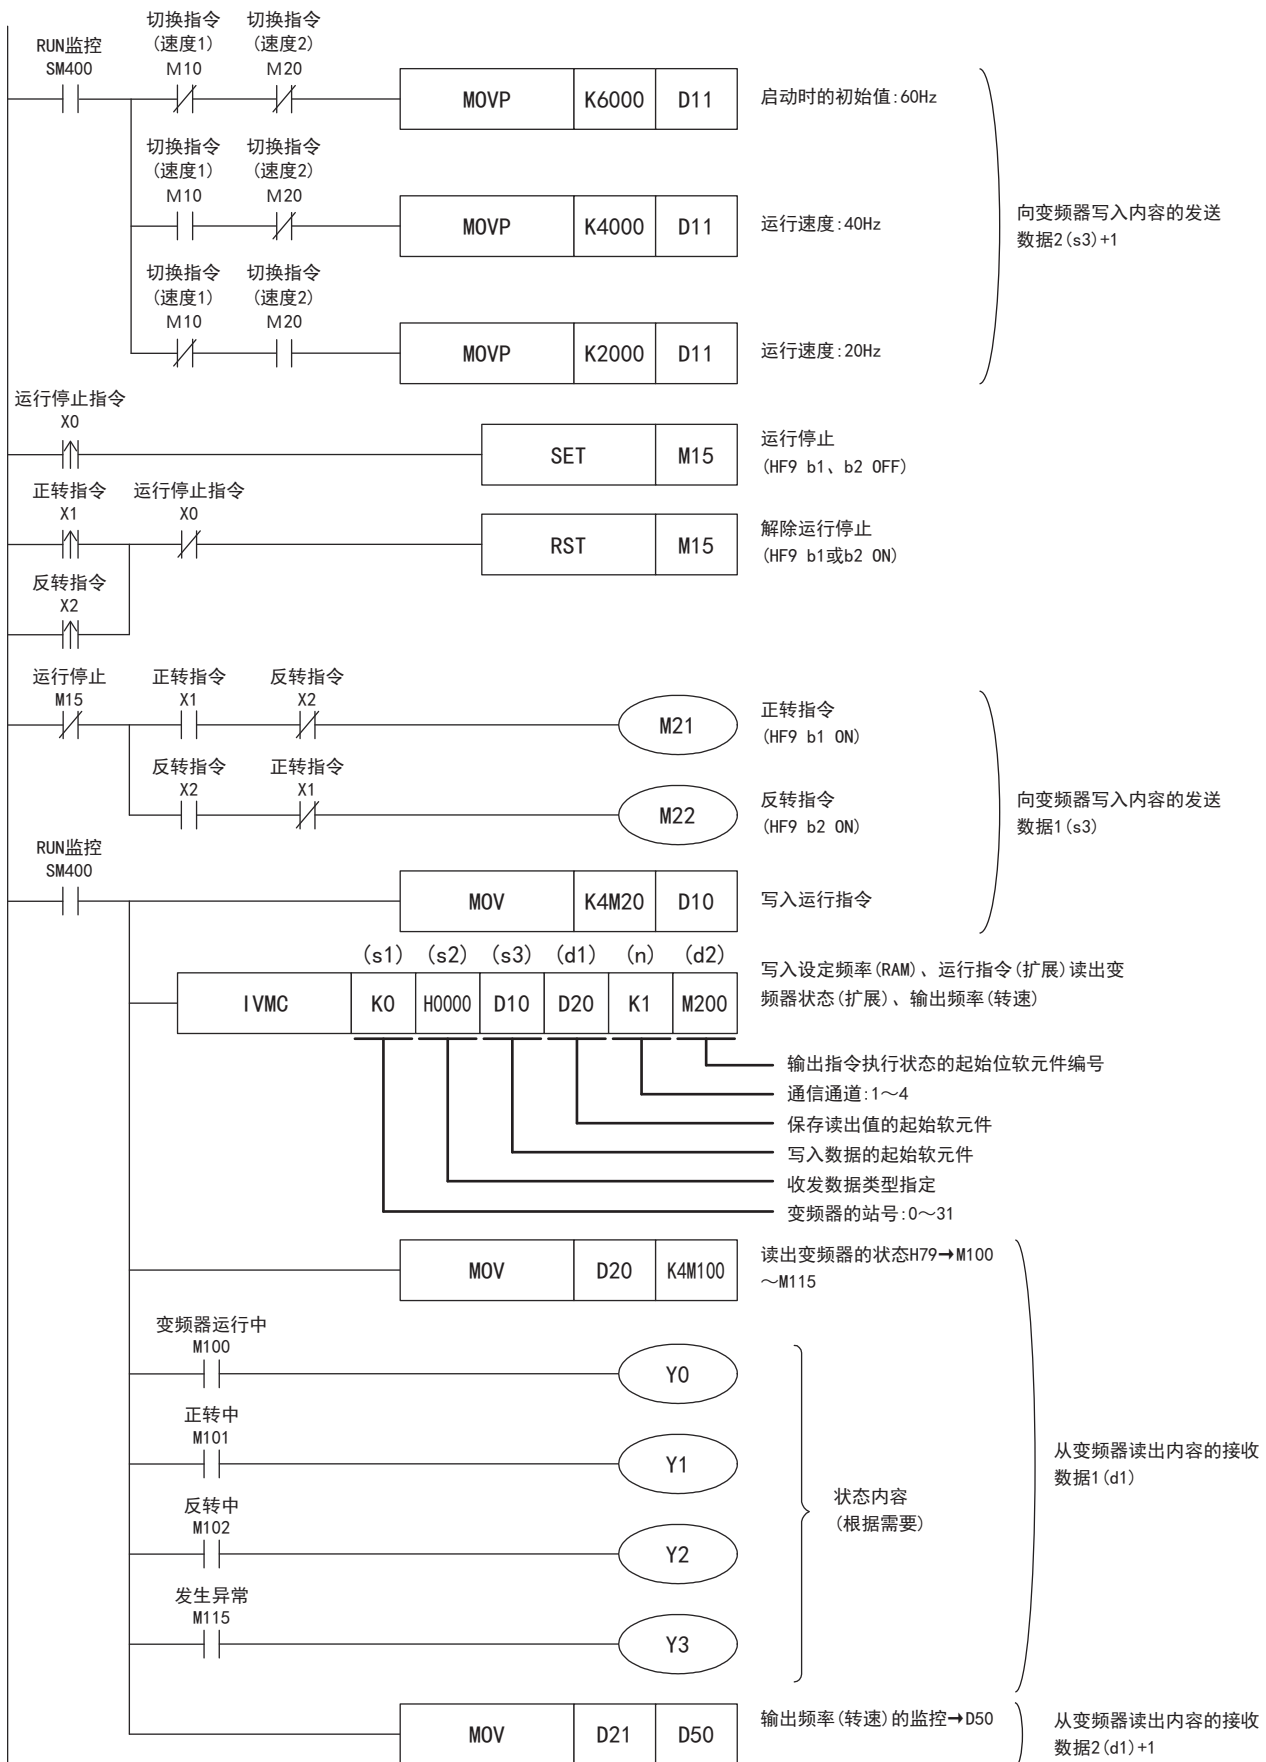 切换指令 切换指令
RUN监控 (速度1) (速度2)
SM400 M10 M20
MOVP K6000 D11 启动时的初始值:60Hz
切换指令 切换指令
(速度1) (速度2)
M10 M20
MOVP K4000 D11 运行速度:40Hz
向变频器写入内容的发送
数据2(s3)+1
切换指令 切换指令
(速度1) (速度2)
M10 M20
MOVP K2000 D11 运行速度:20Hz
运行停止指令
X0
SET M15 运行停止
(HF9 b1、b2 OFF)
正转指令 运行停止指令
X1 X0
RST M15 解除运行停止
(HF9 b1或b2 ON)
反转指令
X2
运行停止 正转指令 反转指令
M15 X1 X2
M21 正转指令
(HF9 b1 ON)
反转指令 正转指令
X2 X1
M22 反转指令
(HF9 b2 ON)
向变频器写入内容的发送
数据1(s3)
RUN监控
SM400
MOV K4M20 D10 写入运行指令
(s1) (s2) (s3) (d1) (n) (d2)
IVMC K0 H0000 D10 D20 K1 M200
写入设定频率(RAM)、运行指令(扩展)读出变
频器状态(扩展)、输出频率(转速)
输出指令执行状态的起始位软元件编号
通信通道:1～4
保存读出值的起始软元件
写入数据的起始软元件
收发数据类型指定
变频器的站号:0～31
MOV D20 K4M100 读出变频器的状态H79→M100
～M115
变频器运行中
M100
Y0
正转中
M101
Y1
反转中
M102
Y2
发生异常
M115
Y3
状态内容
(根据需要)
从变频器读出内容的接收
数据1(d1)
MOV D21 D50 输出频率(转速)的监控→D50
从变频器读出内容的接收
数据2(d1)+1